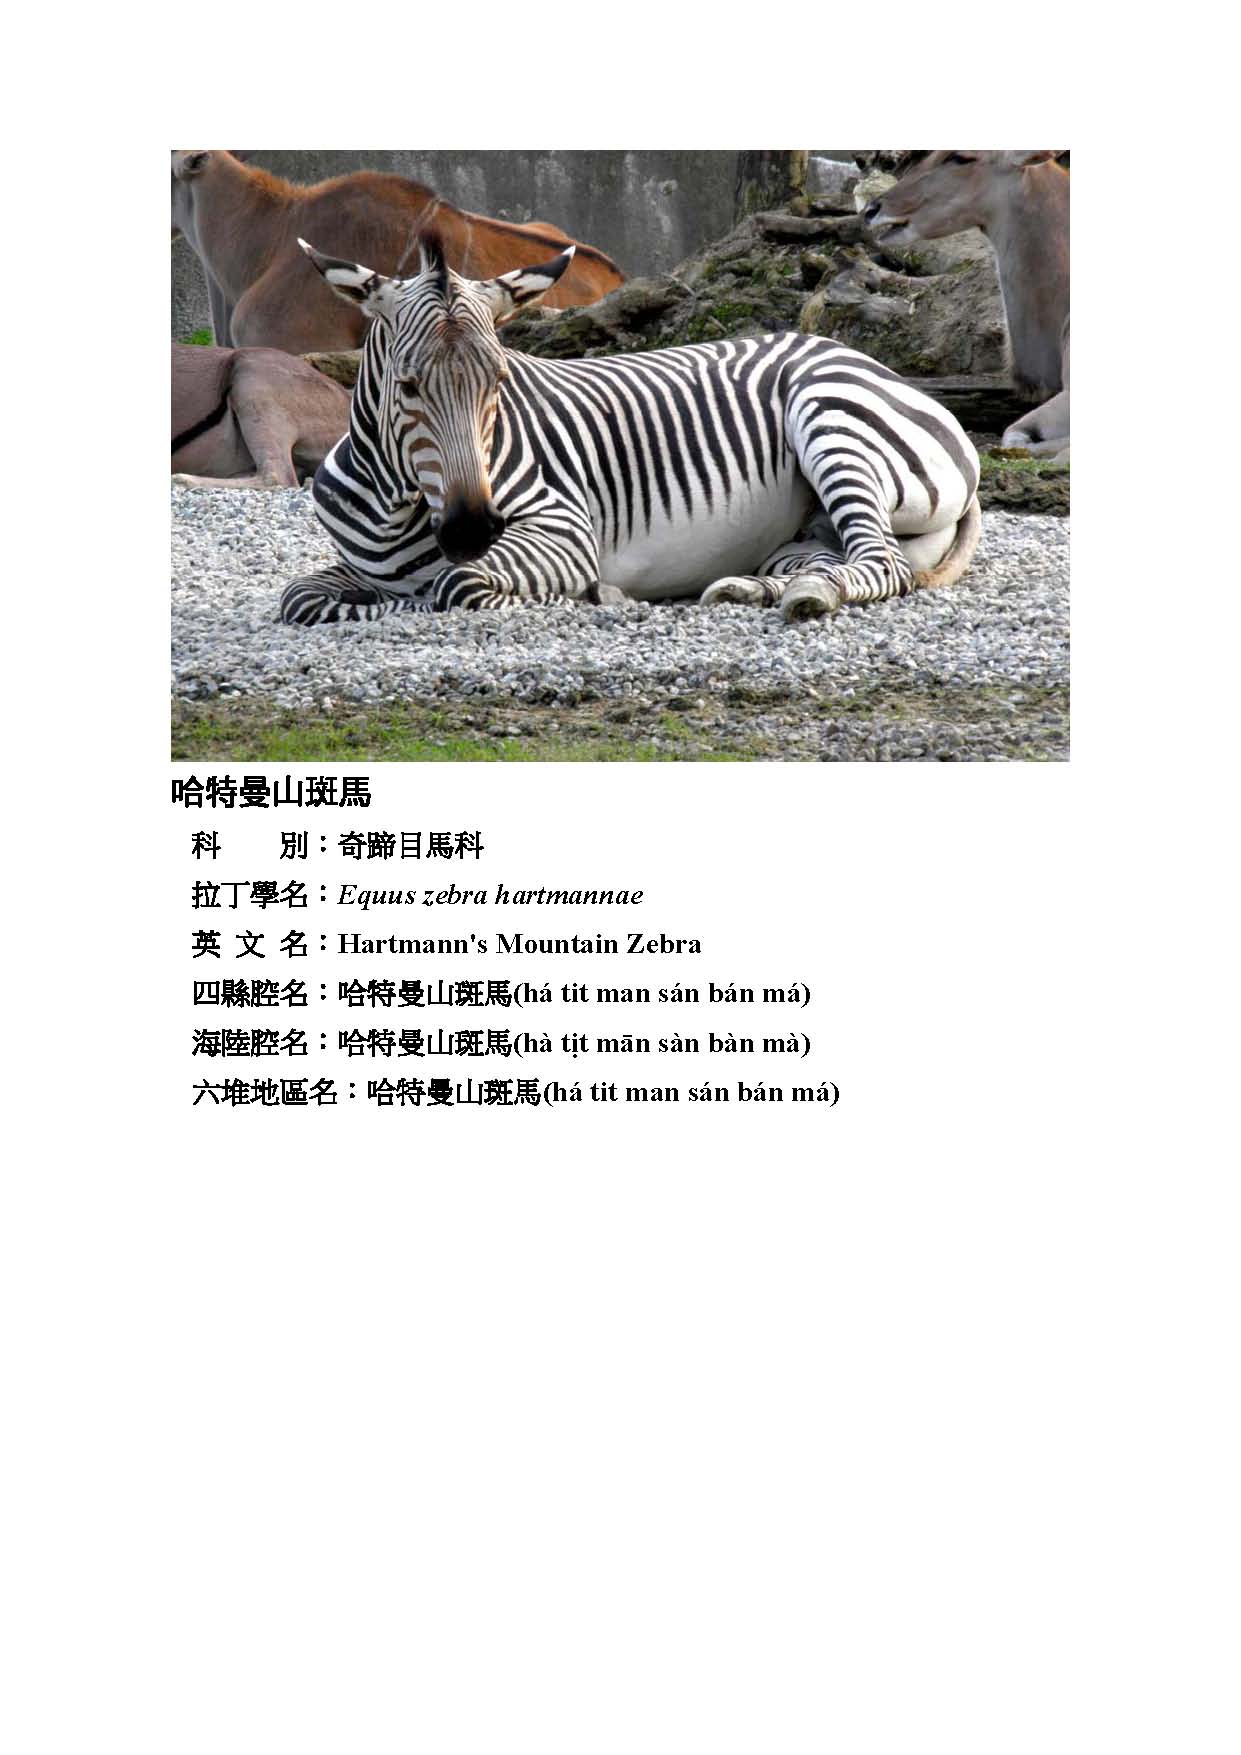 哈特曼山斑馬
科　　別：奇蹄目馬科
拉丁學名：Equus zebra hartmannae
英 文 名：Hartmann's Mountain Zebra
四縣腔名：哈特曼山斑馬(há tit man sán bán má)
海陸腔名：哈特曼山斑馬(hà tịt mān sàn bàn mà)
六堆地區名：哈特曼山斑馬(há tit man sán bán má)